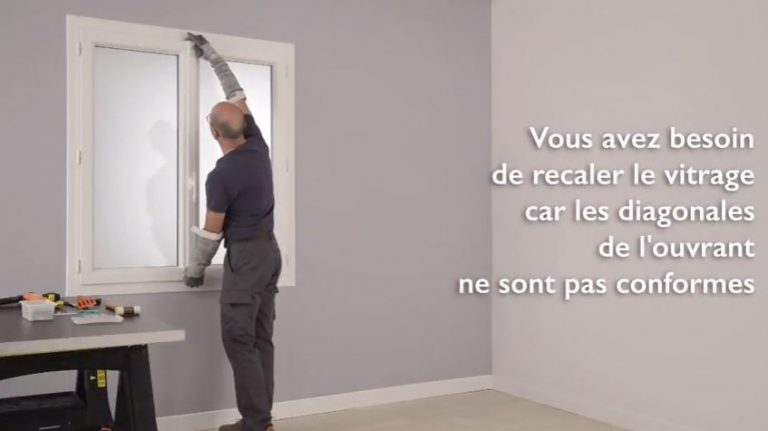 Vous avez besoin
de recaler le vitrage
car les diagonales
de l'ouvrant
ne sont pas conformes